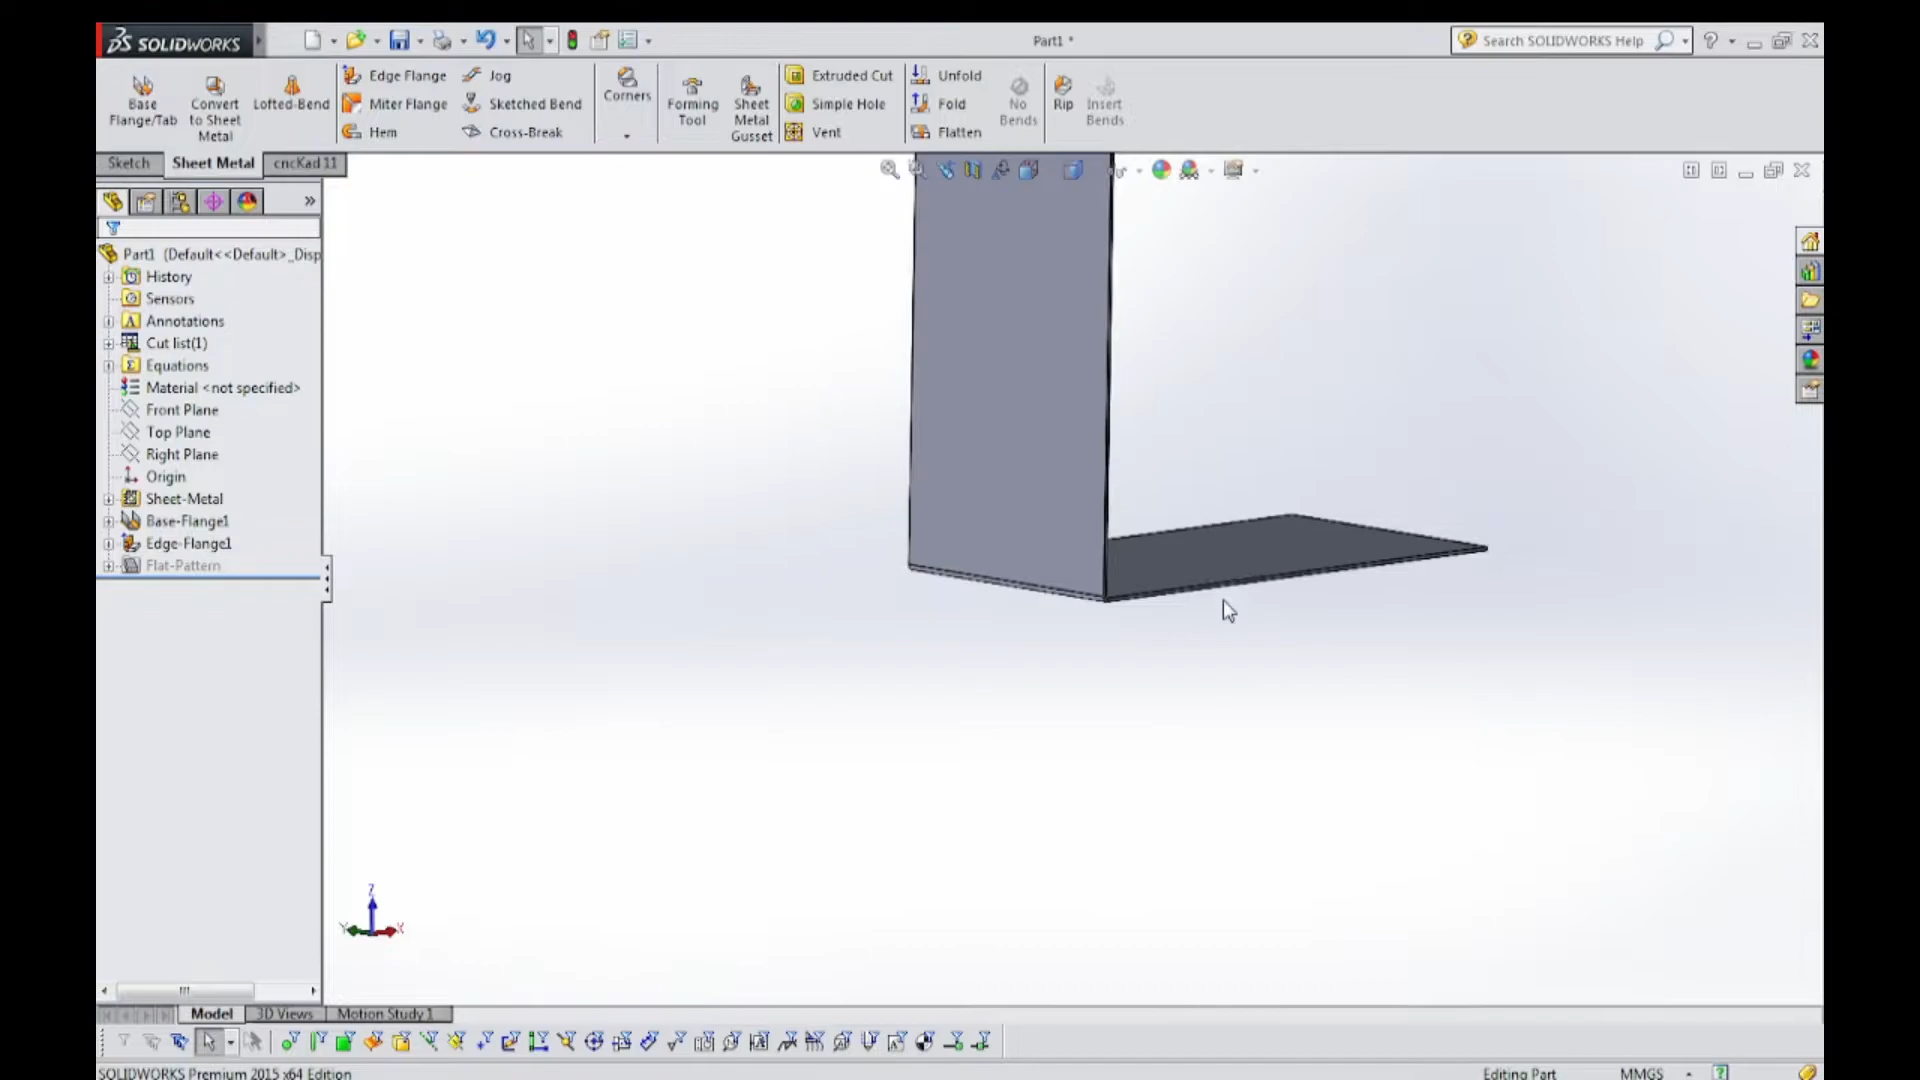 SOLIDWORKS
Part1 *
Search SOLIDWORKS Help
Base Flange/Tab
Convert to Sheet Metal
Lofted-Bend
Edge Flange
Miter Flange
Hem
Jog
Sketched Bend
Cross-Break
Corners
Forming Tool
Sheet Metal Gusset
Extruded Cut
Simple Hole
Vent
Unfold
Fold
Flatten
No Bends
Rip
Insert Bends
Sketch
Sheet Metal
cncKad 11
Part1 (Default<<Default>_Disp
History
Sensors
Annotations
Cut list(1)
Equations
Material <not specified>
Front Plane
Top Plane
Right Plane
Origin
Sheet-Metal
Base-Flange1
Edge-Flange1
Flat-Pattern
Z
Y
X
Model
3D Views
Motion Study 1
SOLIDWORKS Premium 2015 x64 Edition
Editing Part
MMGS